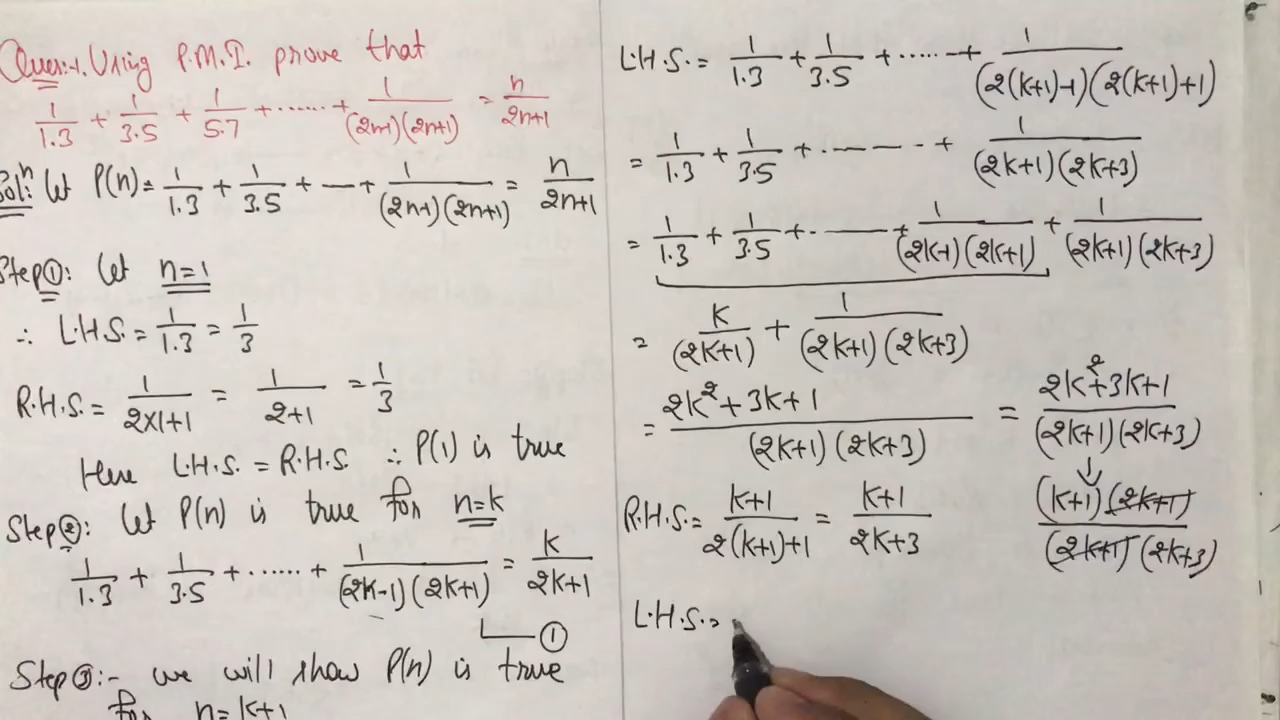 Ques:-1. Using P.M.I. prove that
1/1.3 + 1/3.5 + 1/5.7 + ...... + 1/(2n-1)(2n+1) = n/2n+1
Solⁿ: Let P(n) = 1/1.3 + 1/3.5 + — + 1/(2n-1)(2n+1) = n/2n+1
Step ①: Let n=1
∴ L.H.S. = 1/1.3 = 1/3
R.H.S. = 1/2×1+1 = 1/2+1 = 1/3
Here L.H.S. = R.H.S. ∴ P(1) is true
Step ②: Let P(n) is true for n=k
1/1.3 + 1/3.5 + ...... + 1/(2k-1)(2k+1) = k/2k+1
①
Step ③:- we will show P(n) is true
for n=k+1
L.H.S. = 1/1.3 + 1/3.5 + ...... + 1/(2(k+1)-1)(2(k+1)+1)
= 1/1.3 + 1/3.5 + - — — - + 1/(2k+1)(2k+3)
= 1/1.3 + 1/3.5 + - — + 1/(2k-1)(2k+1) + 1/(2k+1)(2k+3)
= k/(2k+1) + 1/(2k+1)(2k+3)
= 2k²+3k+1/(2k+1)(2k+3) = 2k²+3k+1/(2k+1)(2k+3)
↓
(k+1)(2k+1)/(2k+1)(2k+3)
R.H.S. = k+1/2(k+1)+1 = k+1/2k+3
L.H.S. =